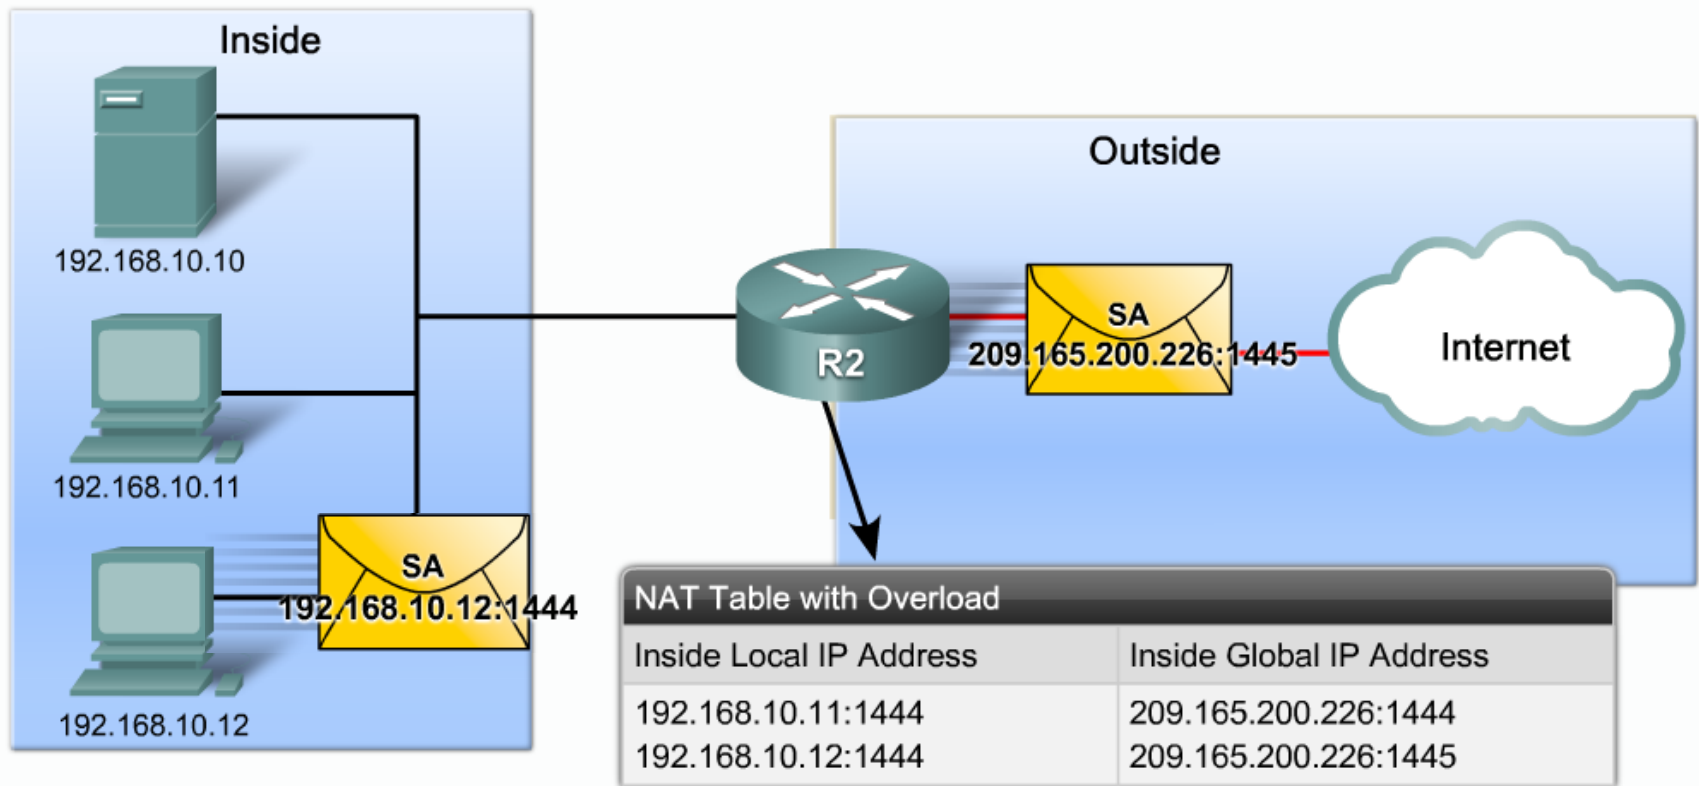 Inside
192.168.10.10
192.168.10.11
SA
192.168.10.12:1444
192.168.10.12
Outside
R2
SA
209.165.200.226:1445
Internet
NAT Table with Overload
Inside Local IP Address Inside Global IP Address
192.168.10.11:1444 209.165.200.226:1444
192.168.10.12:1444 209.165.200.226:1445